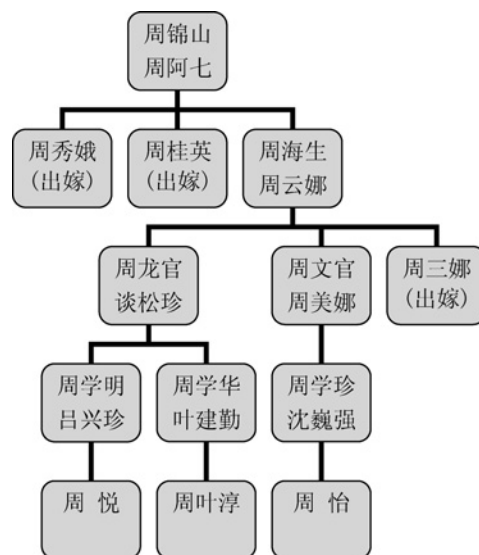 周锦山
周阿七
周秀娥
(出嫁)
周桂英
(出嫁)
周海生
周云娜
周龙官
谈松珍
周文官
周美娜
周三娜
(出嫁)
周学明
吕兴珍
周学华
叶建勤
周学珍
沈巍强
周 悦
周叶淳
周 怡